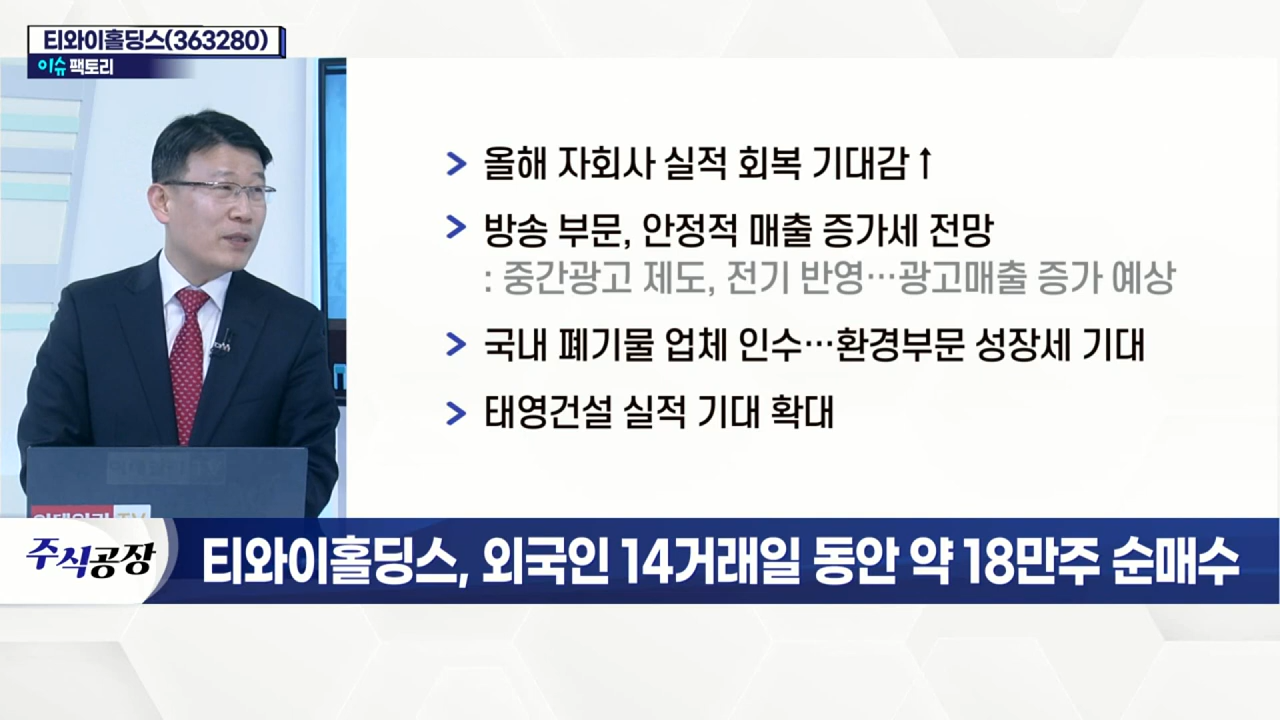 티와이홀딩스(363280)
이슈 팩토리
> 올해 자회사 실적 회복 기대감↑
> 방송 부문, 안정적 매출 증가세 전망
: 중간광고 제도, 전기 반영…광고매출 증가 예상
> 국내 폐기물 업체 인수…환경부문 성장세 기대
> 태영건설 실적 기대 확대
이데일리 TV
주식공장
티와이홀딩스, 외국인 14거래일 동안 약 18만주 순매수